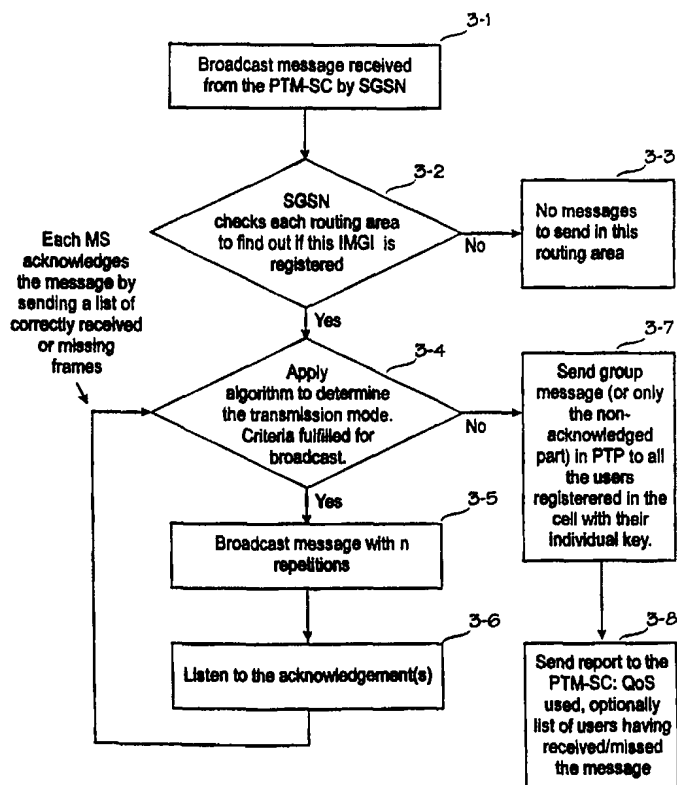 3-1
Broadcast message received
from the PTM-SC by SGSN
3-2
SGSN
checks each routing area
to find out if this IMGI is
registered
No
3-3
No messages
to send in this
routing area
Each MS
acknowledges
the message by
sending a list of
correctly received
or missing
frames
Yes
3-4
Apply
algorithm to determine
the transmission mode.
Criteria fulfilled for
broadcast.
No
3-7
Send group
message (or only
the non-
acknowledged
part) in PTP to all
the users
registerered in the
cell with their
individual key.
Yes
3-5
Broadcast message with n
repetitions
3-6
Listen to the acknowledgement(s)
3-8
Send report to the
PTM-SC: QoS
used, optionally
list of users having
received/missed
the message